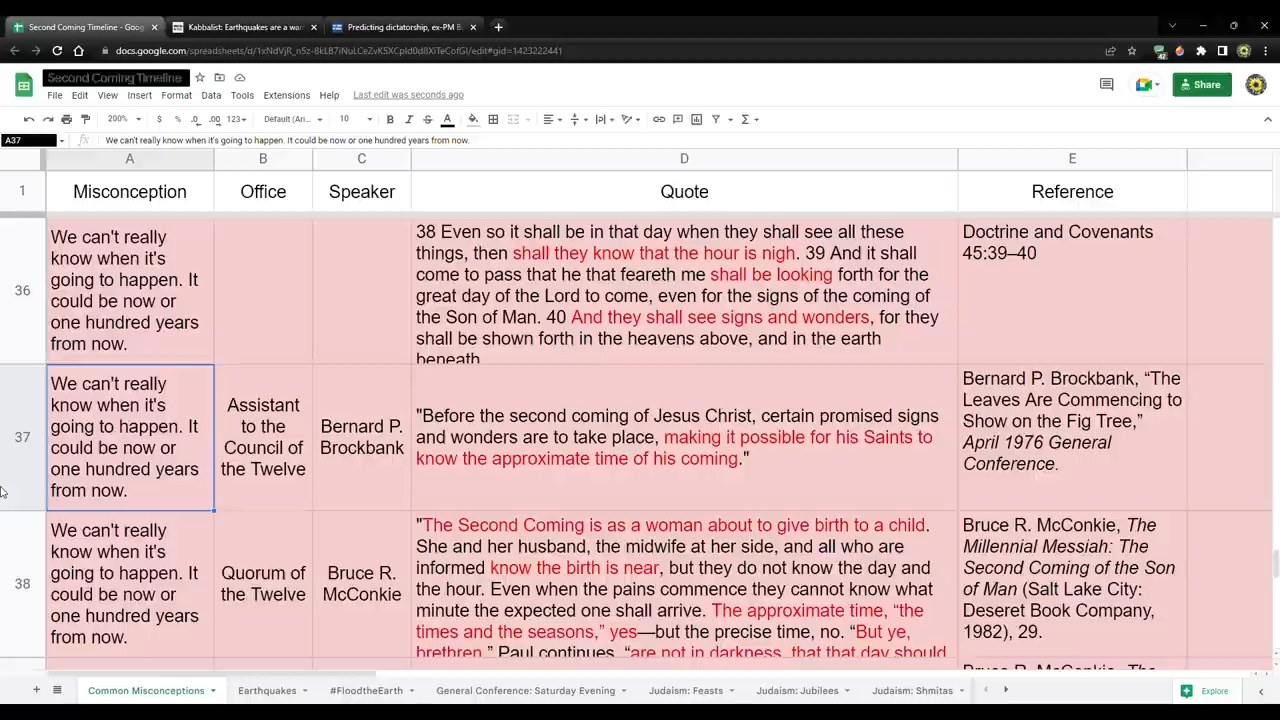 Second Coming Timeline - Goog
Kabbalist: Earthquakes are a war
Predicting dictatorship, ex-PM B
docs.google.com/spreadsheets/d/1xNdVjR_n5z-8kLB7iNuLCeZvK5XCpId0d8XiTeCofGI/edit#gid=1423222441
42
Second Coming Timeline
File Edit View Insert Format Data Tools Extensions Help Last edit was seconds ago
Share
200% $ % .0 .00 123 Default (Ari... 10 B I S A
A37 fx We can't really know when it's going to happen. It could be now or one hundred years from now.
A B C D E
1 Misconception Office Speaker Quote Reference
36
We can't really
know when it's
going to happen. It
could be now or
one hundred years
from now.
38 Even so it shall be in that day when they shall see all these
things, then shall they know that the hour is nigh. 39 And it shall
come to pass that he that feareth me shall be looking forth for the
great day of the Lord to come, even for the signs of the coming of
the Son of Man. 40 And they shall see signs and wonders, for they
shall be shown forth in the heavens above, and in the earth
beneath.
Doctrine and Covenants
45:39–40
37
We can't really
know when it's
going to happen. It
could be now or
one hundred years
from now.
Assistant
to the
Council of
the Twelve
Bernard P.
Brockbank
"Before the second coming of Jesus Christ, certain promised signs
and wonders are to take place, making it possible for his Saints to
know the approximate time of his coming."
Bernard P. Brockbank, “The
Leaves Are Commencing to
Show on the Fig Tree,”
April 1976 General
Conference.
38
We can't really
know when it's
going to happen. It
could be now or
one hundred years
from now.
Quorum of
the Twelve
Bruce R.
McConkie
"The Second Coming is as a woman about to give birth to a child.
She and her husband, the midwife at her side, and all who are
informed know the birth is near, but they do not know the day and
the hour. Even when the pains commence they cannot know what
minute the expected one shall arrive. The approximate time, “the
times and the seasons,” yes—but the precise time, no. “But ye,
brethren,” Paul continues, “are not in darkness, that that day should
Bruce R. McConkie, The
Millennial Messiah: The
Second Coming of the Son
of Man (Salt Lake City:
Deseret Book Company,
1982), 29.
Bruce R. McConkie, The
Common Misconceptions Earthquakes #FloodtheEarth General Conference: Saturday Evening Judaism: Feasts Judaism: Jubilees Judaism: Shmitas Explore